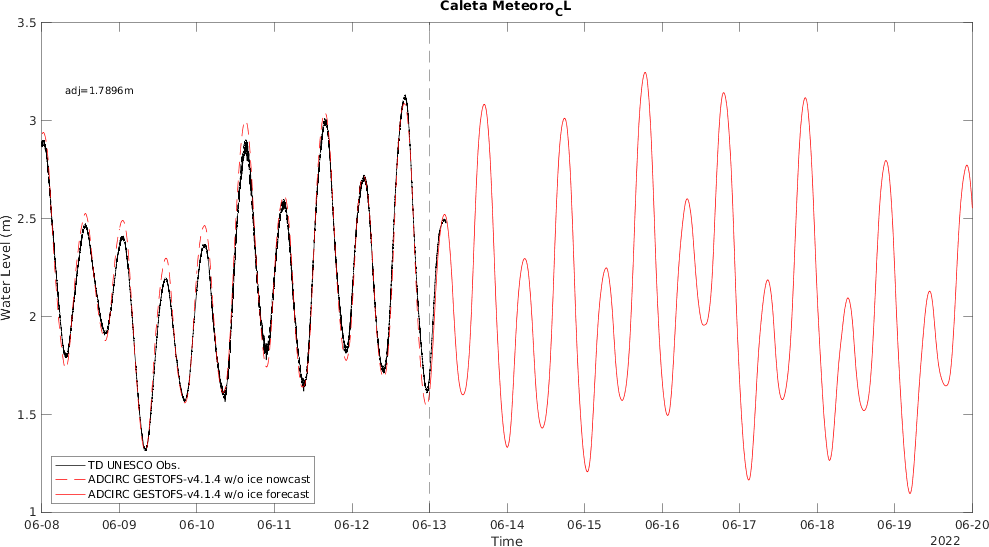 Caleta Meteoro_CL
adj=1.7896m
Water Level (m)
3.5
3
2.5
2
1.5
1
TD UNESCO Obs.
ADCIRC GESTOFS-v4.1.4 w/o ice nowcast
ADCIRC GESTOFS-v4.1.4 w/o ice forecast
06-08 06-09 06-10 06-11 06-12 06-13 06-14 06-15 06-16 06-17 06-18 06-19 06-20
Time
2022